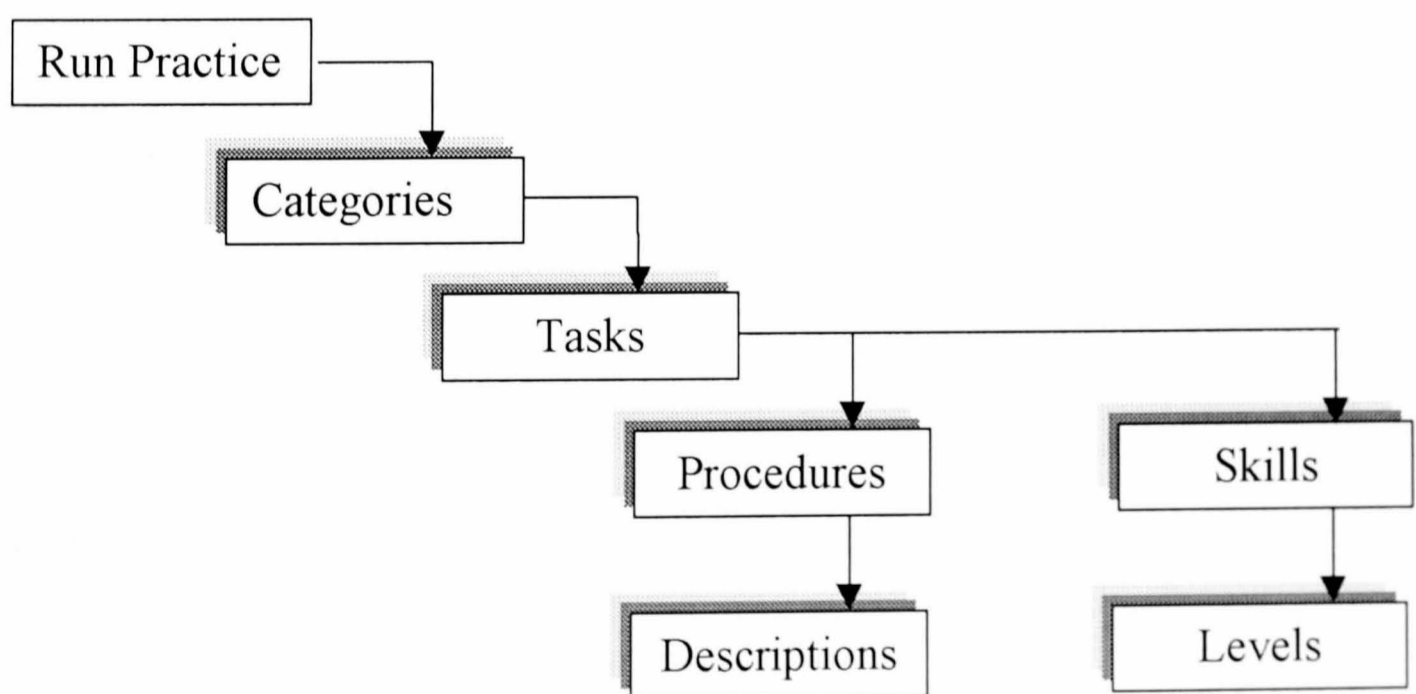 Run Practice
Categories
Tasks
Procedures
Skills
Descriptions
Levels